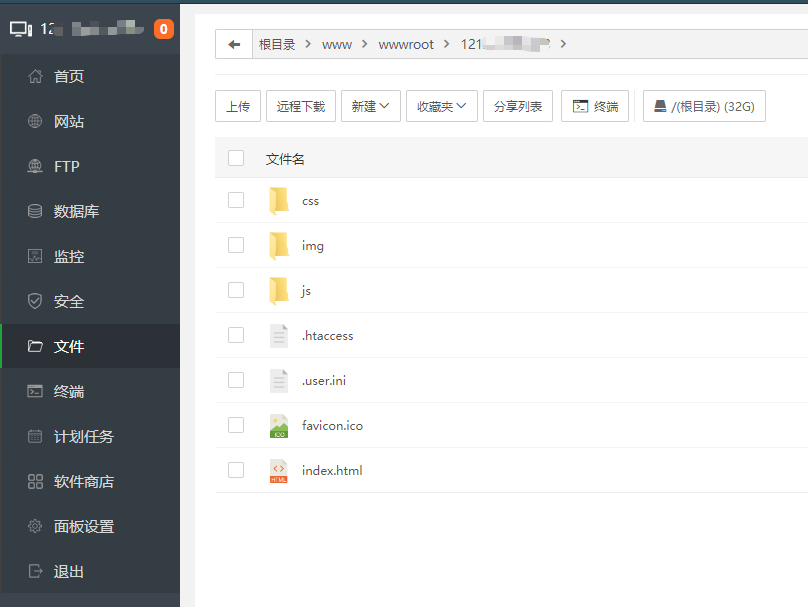 12 0
首页
网站
FTP
数据库
监控
安全
文件
终端
计划任务
软件商店
面板设置
退出
根目录 > www > wwwroot > 121 >
上传 远程下载 新建 收藏夹 分享列表 终端 /(根目录) (32G)
文件名
css
img
js
.htaccess
.user.ini
favicon.ico
ICO
index.html
HTML